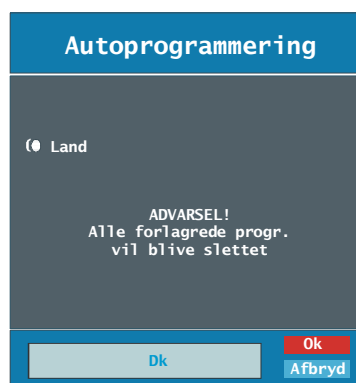 Autoprogrammering
Land
ADVARSEL!
Alle forlagrede progr.
vil blive slettet
Ok
Dk
Afbryd